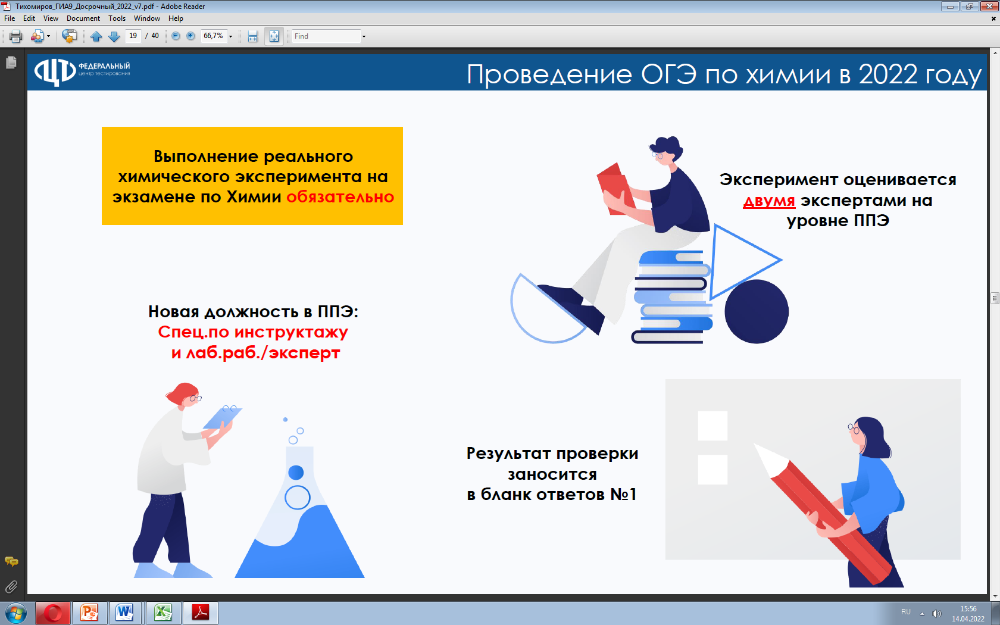 Тихомиров_ГИА9_Досрочный_2022_v7.pdf - Adobe Reader
File Edit View Document Tools Window Help
19 / 40 66,7% Find
ФЕДЕРАЛЬНЫЙ
центр тестирования
Проведение ОГЭ по химии в 2022 году
Выполнение реального
химического эксперимента на
экзамене по Химии обязательно
Эксперимент оценивается
двумя экспертами на
уровне ППЭ
Новая должность в ППЭ:
Спец.по инструктажу
и лаб.раб./эксперт
Результат проверки
заносится
в бланк ответов №1
RU
15:56
14.04.2022